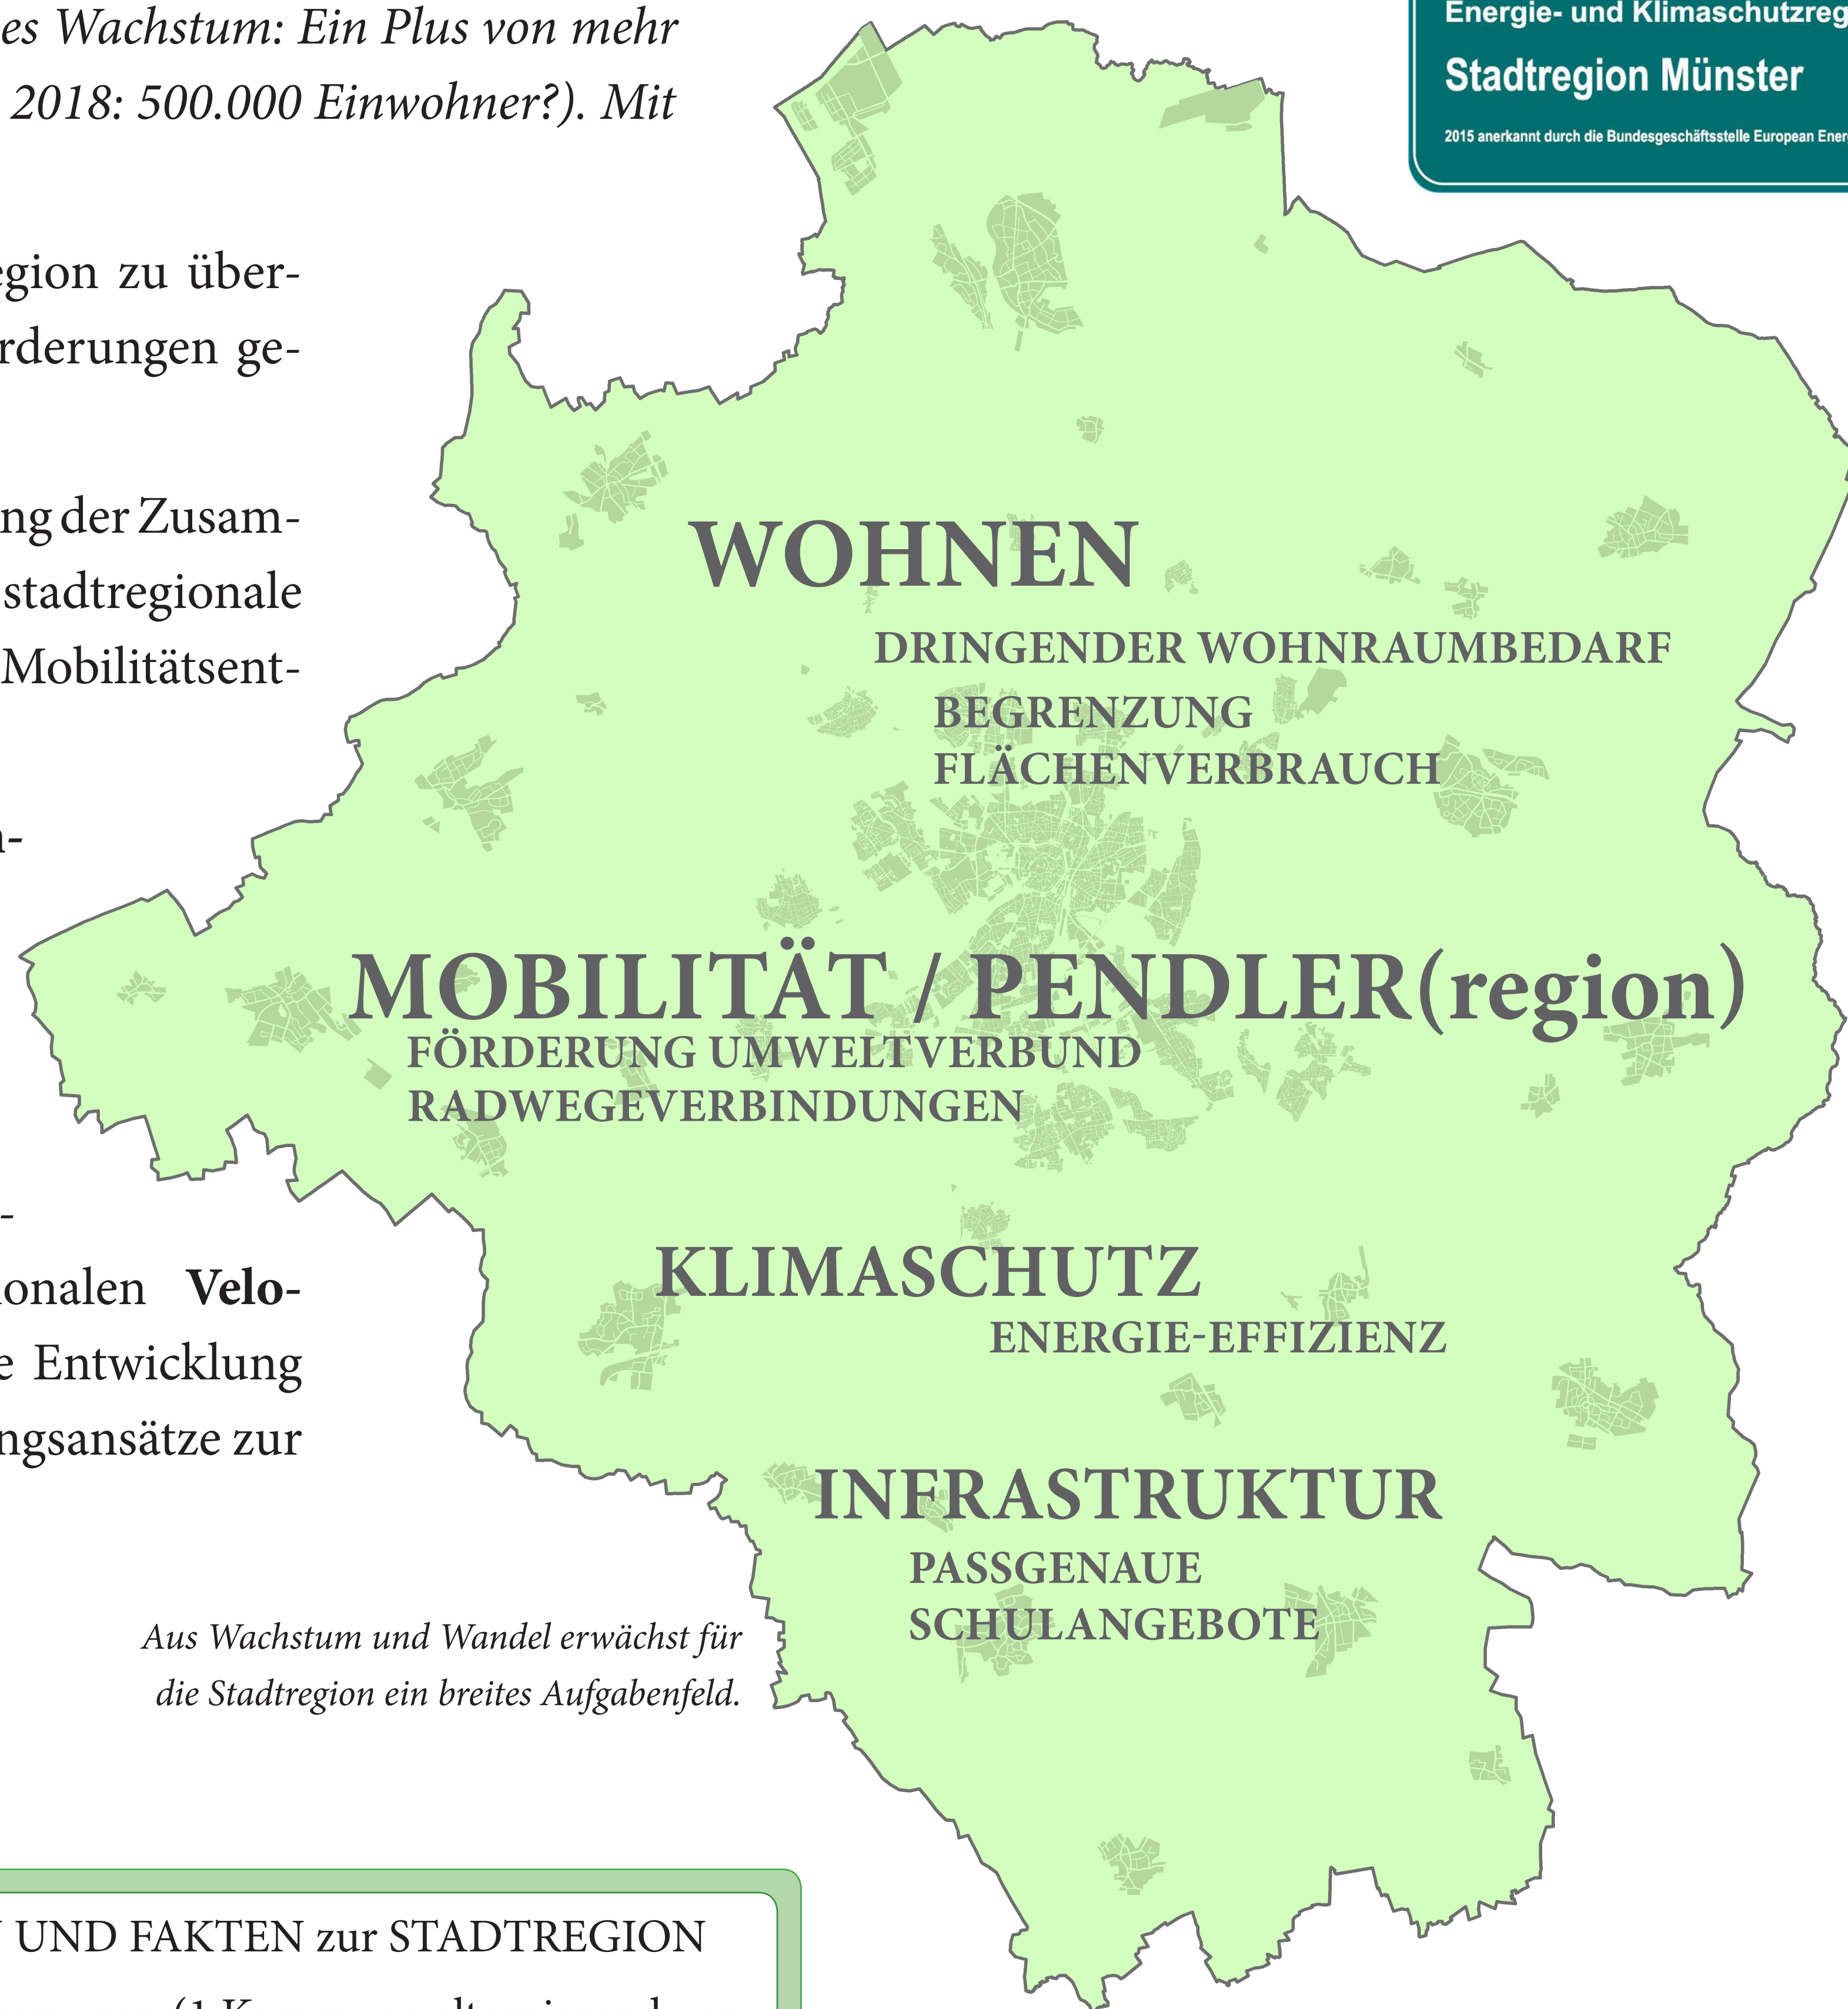 es Wachstum: Ein Plus von mehr
2018: 500.000 Einwohner?). Mit
Energie- und Klimaschutzreg
Stadtregion Münster
2015 anerkannt durch die Bundesgeschäftsstelle European Ener
egion zu über-
rderungen ge-
ng der Zusam-
stadtregionale
Mobilitätsent-
-
ionalen Velo-
e Entwicklung
ngsansätze zur
WOHNEN
DRINGENDER WOHNRAUMBEDARF
BEGRENZUNG
FLÄCHENVERBRAUCH
MOBILITÄT / PENDLER(region)
FÖRDERUNG UMWELTVERBUND
RADWEGEVERBINDUNGEN
KLIMASCHUTZ
ENERGIE-EFFIZIENZ
INFRASTRUKTUR
PASSGENAUE
SCHULANGEBOTE
Aus Wachstum und Wandel erwächst für
die Stadtregion ein breites Aufgabenfeld.
UND FAKTEN zur STADTREGION